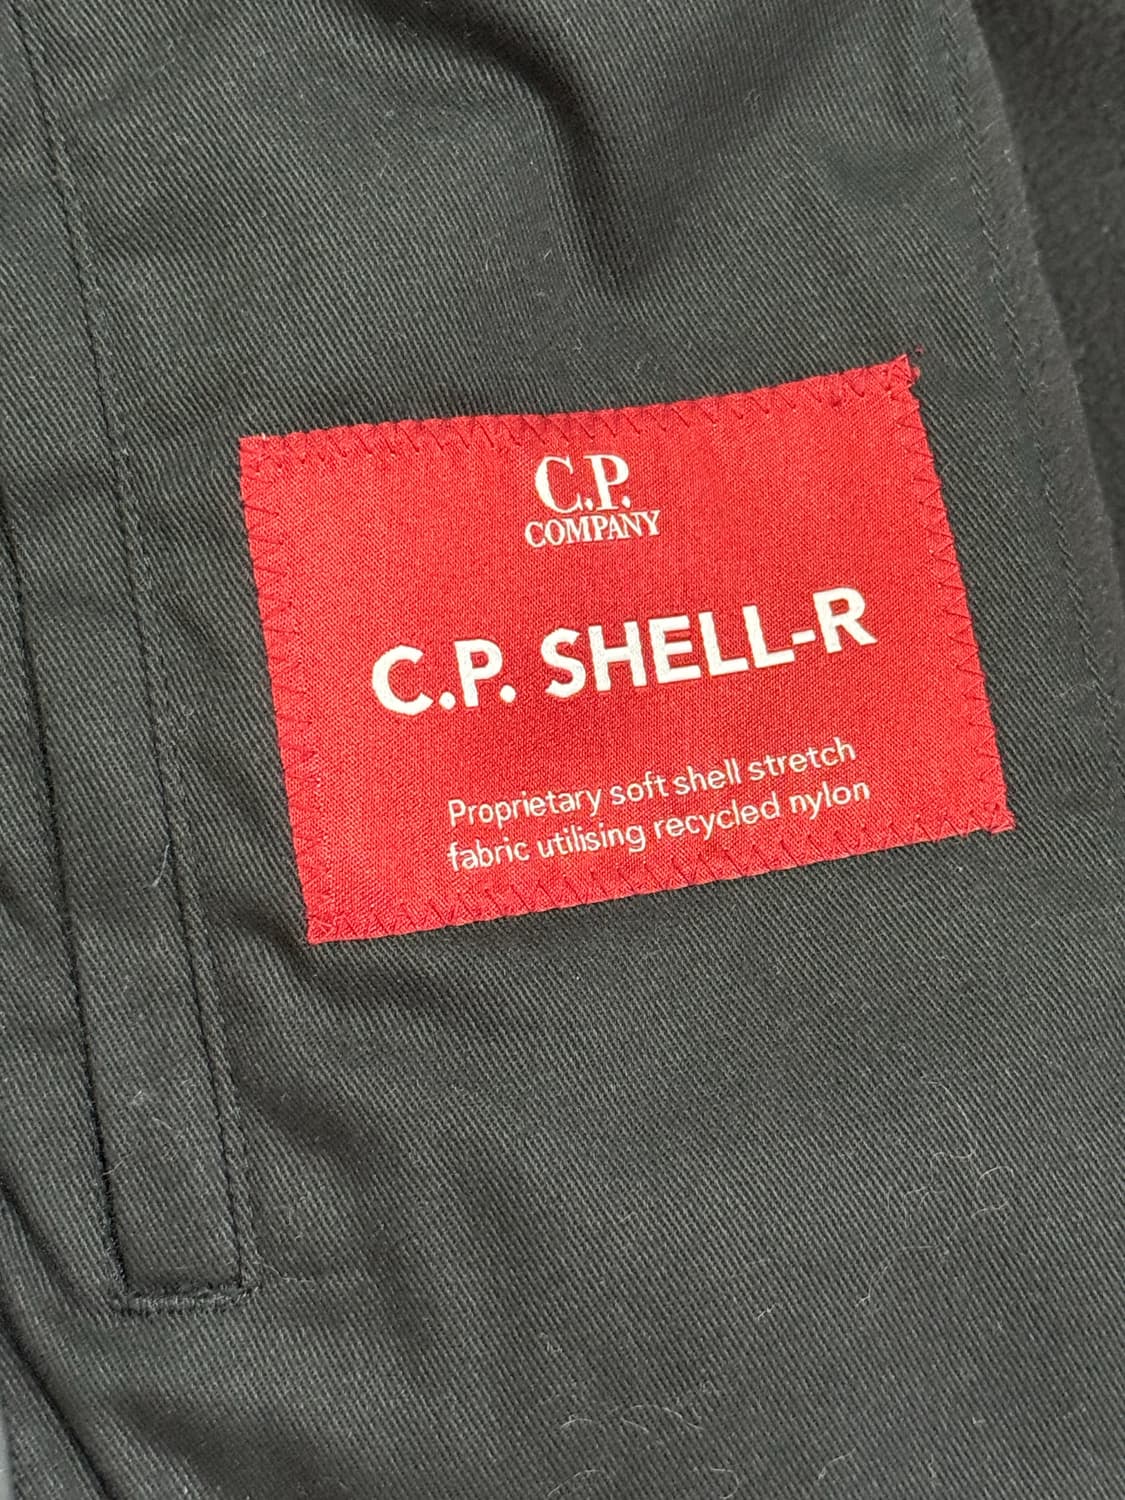 C.P.
COMPANY
C.P. SHELL-R
Proprietary soft shell stretch
fabric utilising recycled nylon